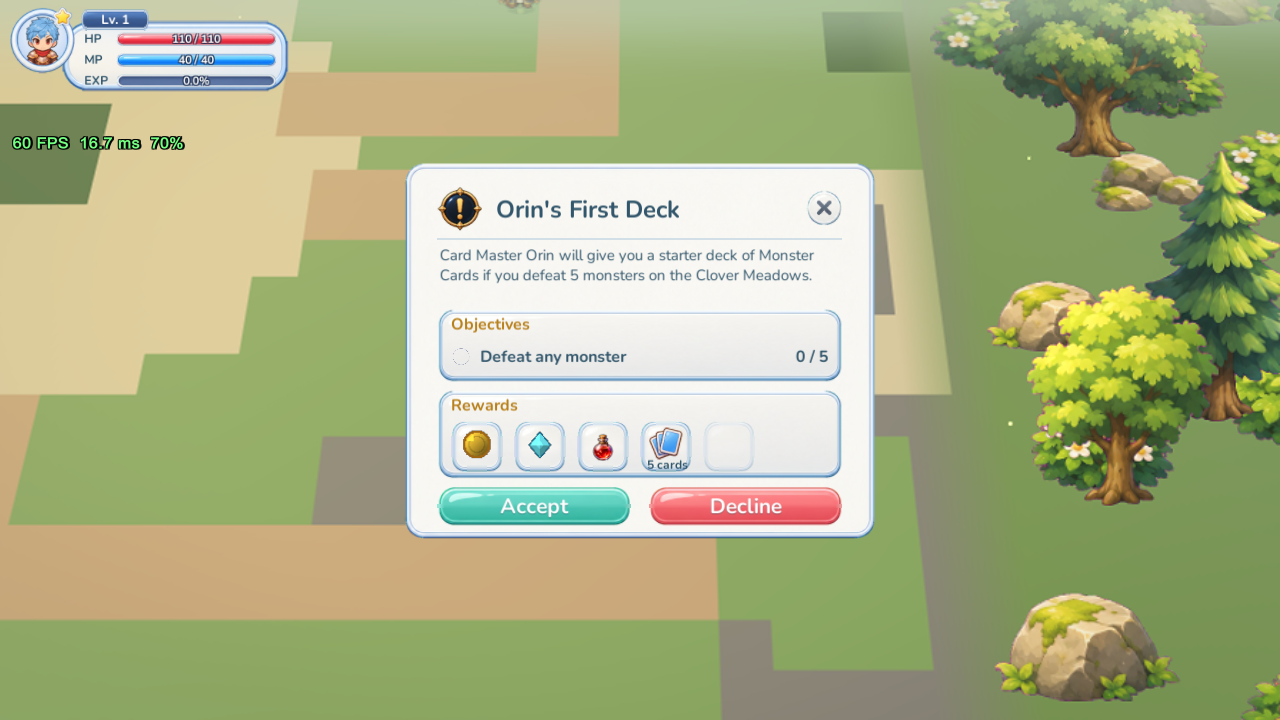 Lv. 1
HP 110/110
MP 40/40
EXP 0.0%
60 FPS 16.7 ms 70%
Orin's First Deck
Card Master Orin will give you a starter deck of Monster
Cards if you defeat 5 monsters on the Clover Meadows.
Objectives
Defeat any monster 0 / 5
Rewards
5 cards
Accept Decline